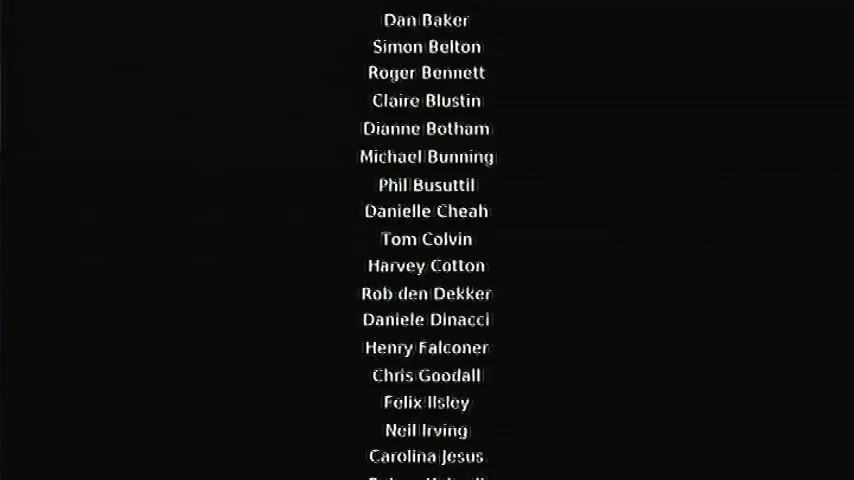 Dan Baker
Simon Belton
Roger Bennett
Claire Blustin
Dianne Botham
Michael Bunning
Phil Busuttil
Danielle Cheah
Tom Colvin
Harvey Cotton
Rob den Dekker
Daniele Dinacci
Henry Falconer
Chris Goodall
Felix Ilsley
Neil Irving
Carolina Jesus